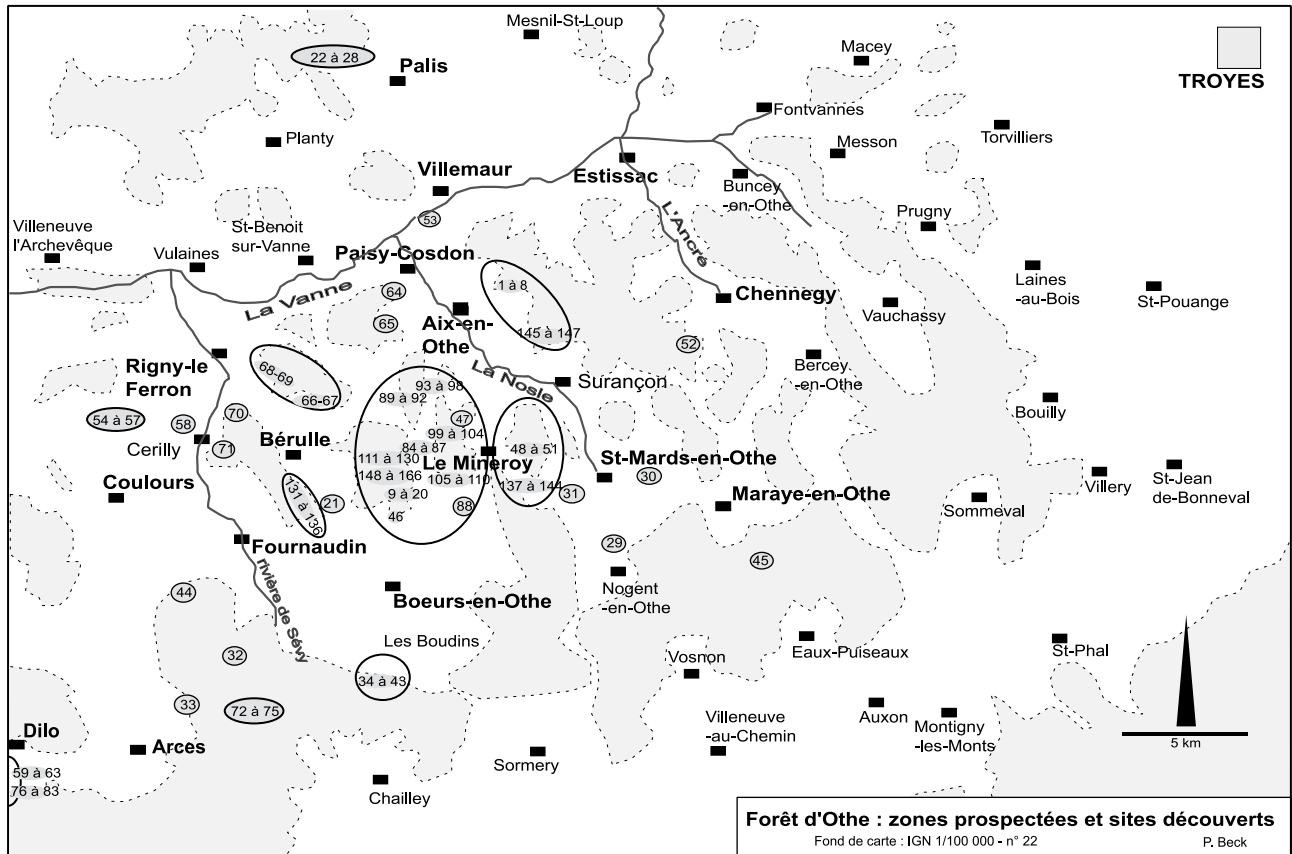 Mesnil-St-Loup
Macey
22 à 28
Palis
TROYES
Fontvannes
Torvilliers
Planty
Messon
Villemaur
Estissac
Buncey
-en-Othe
53
L'Ancré
Prugny
Villeneuve
l'Archevêque
St-Benoit
sur-Vanne
Vulaines
Paisy-Cosdon
La Vanne
64
1 à 8
Chennegy
Laines
-au-Bois
St-Pouange
Vauchassy
65
Aix-en-
Othe
145 à 147
52
Rigny-le
Ferron
68-69
66-67
La Nosle
Surançon
Bercey
-en-Othe
93 à 98
89 à 92
Bouilly
54 à 57
58
70
47
99 à 104
Cerilly
71
Bérulle
84 à 87
48 à 51
111 à 130
Le Mineroy
St-Mards-en-Othe
148 à 166
105 à 110
137 à 144
30
31
Coulours
131 à 136
21
9 à 20
46
88
Maraye-en-Othe
Sommeval
Villery
St-Jean
de-Bonneval
Fournaudin
29
45
rivière de Sévy
Nogent
-en-Othe
44
Boeurs-en-Othe
Les Boudins
32
34 à 43
Vosnon
Eaux-Puiseaux
St-Phal
33
72 à 75
Villeneuve
-au-Chemin
Auxon
Montigny
-les-Monts
Dilo
Arces
Sormery
5 km
59 à 63
76 à 83
Chailley
Forêt d'Othe : zones prospectées et sites découverts
Fond de carte : IGN 1/100 000 - n° 22
P. Beck